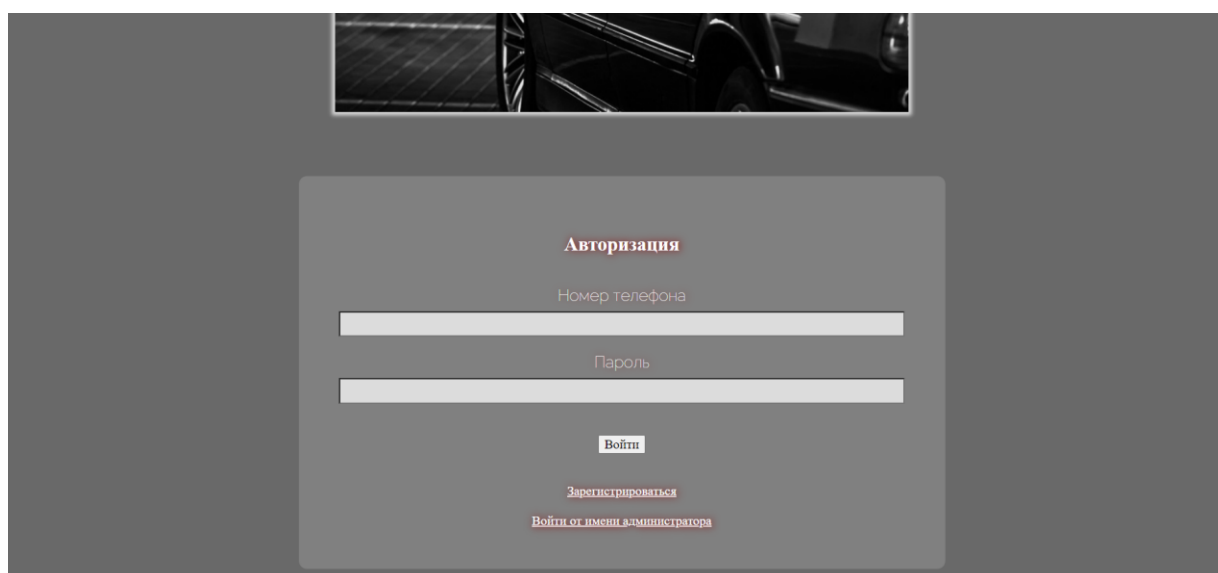 Авторизация
Номер телефона
Пароль
Войти
Зарегистрироваться
Войти от имени администратора